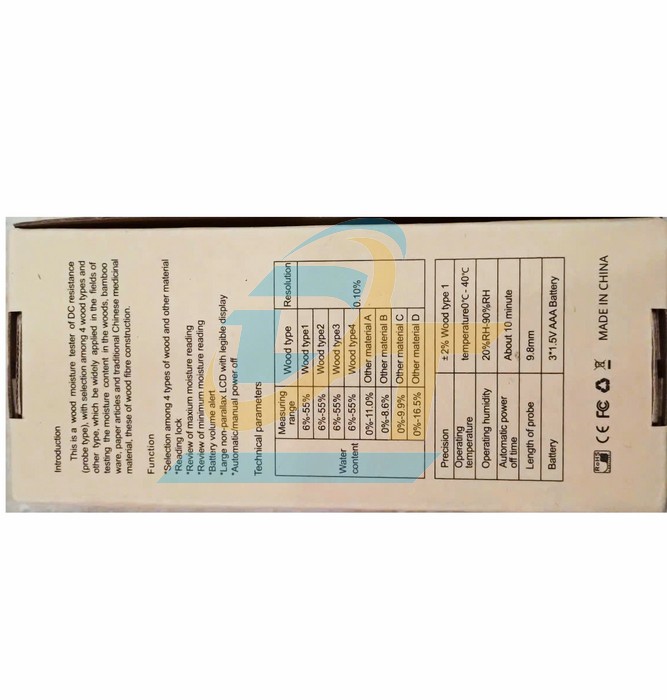 Introduction
This is a wood moisture tester of DC resistance
(probe type), with selection among 4 wood types and
other type, which be widoly applied in the fields of
testing the moisture content in the woods, bamboo
ware, paper articles and traditional Chinese medicinal
material, these of wood fibre construction.
Function
*Selection among 4 types of wood and other material
*Reading lock
*Review of maxium moisture reading
*Review of minimum moisture reading
*Battery volume alert
*Large non-parallax LCD with legible display
*Automatic/manual power off
Technical parameters
Measuring range Wood type Resolution
Water content
6%-55% Wood type1
6%-55% Wood type2
6%-55% Wood type3
6%-55% Wood type4
0%-11.0% Other material A
0%-8.6% Other material B
0%-9.9% Other material C
0%-16.5% Other material D
0.10%
Precision ± 2% Wood type 1
Operating temperature temperature0℃- 40℃
Operating humidity 20%RH-90%RH
Automatic power off time About 10 minute
Length of probe 9.8mm
Battery 3*1.5V AAA Battery
RoHS CE FC MADE IN CHINA